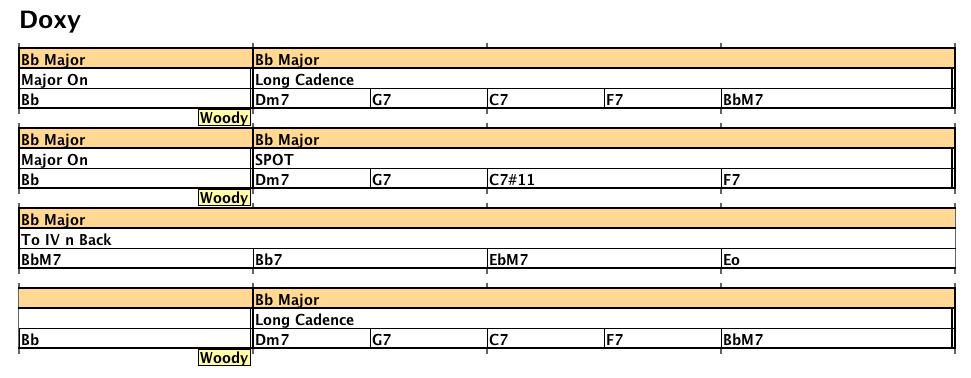 Doxy
Bb Major Bb Major
Major On Long Cadence
Bb Dm7 G7 C7 F7 BbM7
Woody
Bb Major Bb Major
Major On SPOT
Bb Dm7 G7 C7#11 F7
Woody
Bb Major
To IV n Back
BbM7 Bb7 EbM7 Eo
Bb Major
Long Cadence
Bb Dm7 G7 C7 F7 BbM7
Woody